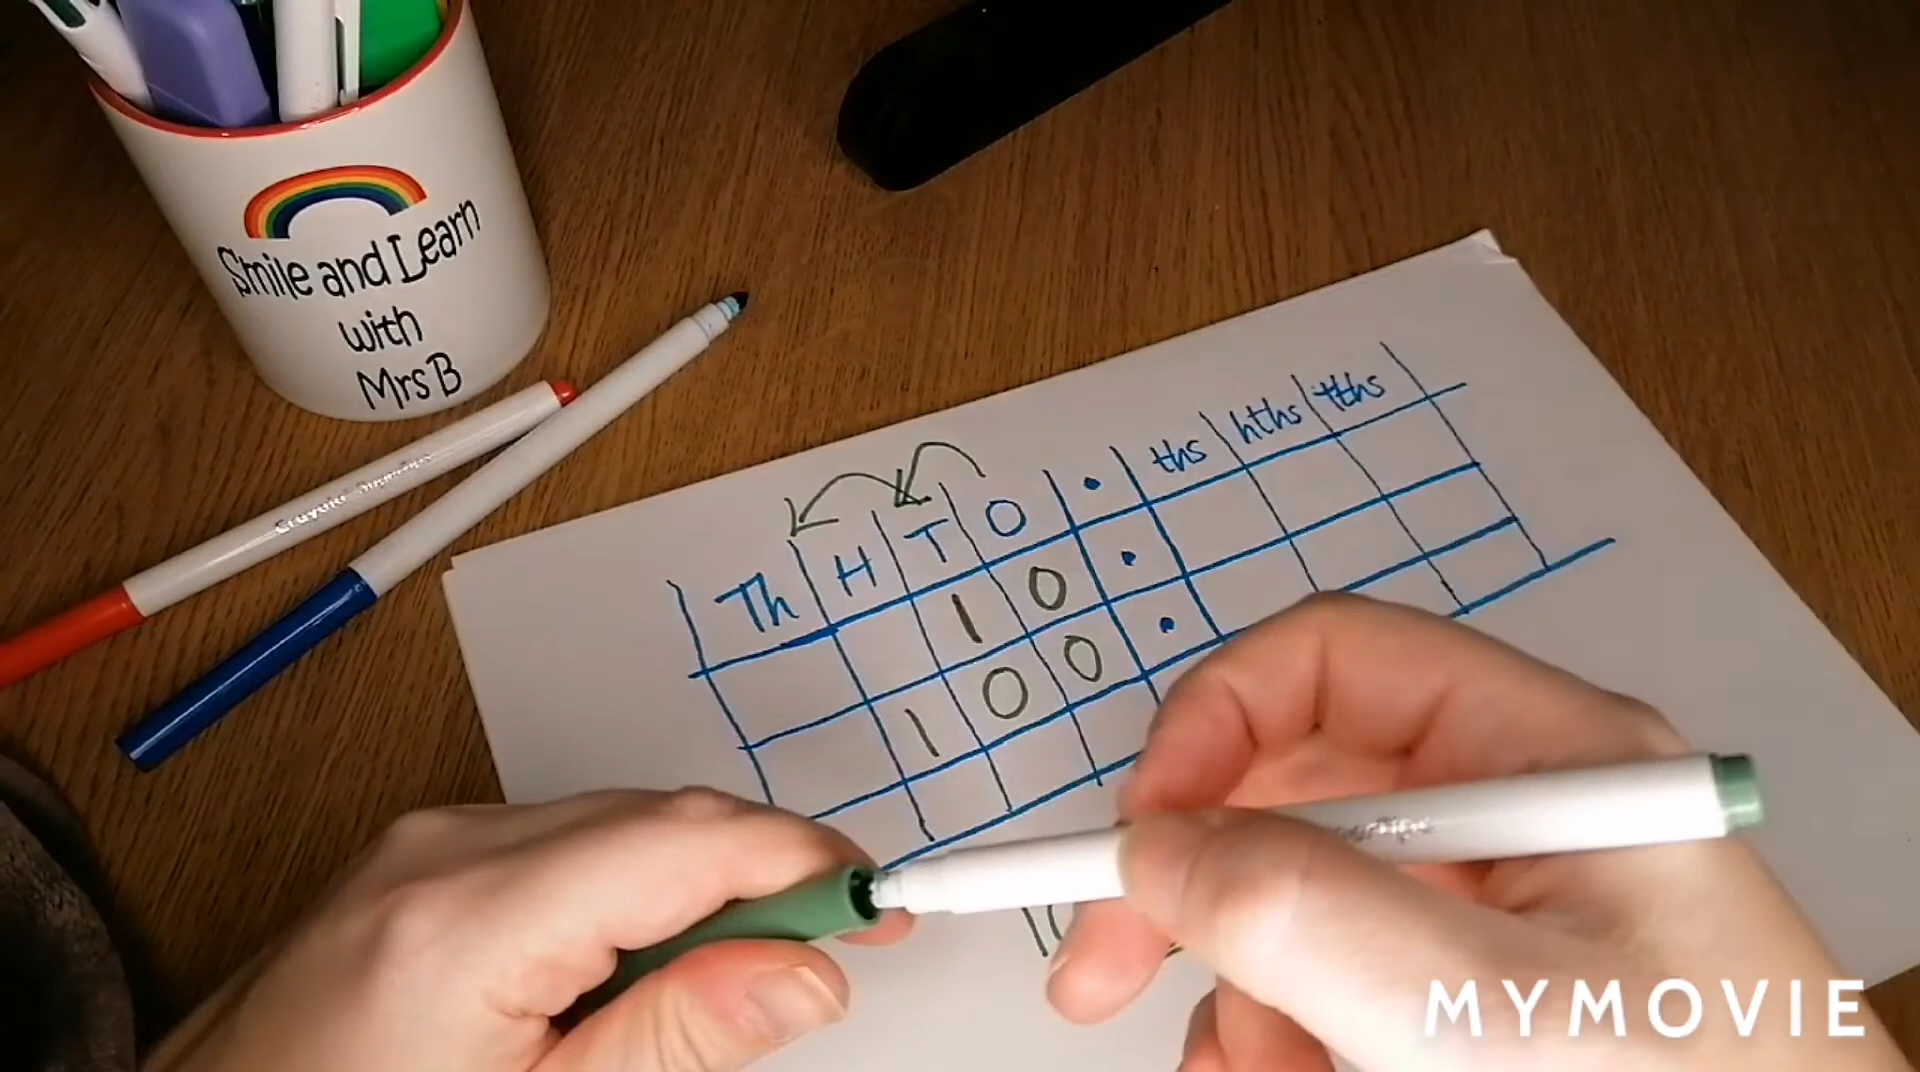 Smile and Learn
with
Mrs B
Th H T O . ths hths tths
1 0 .
1 0 0 .
MYMOVIE